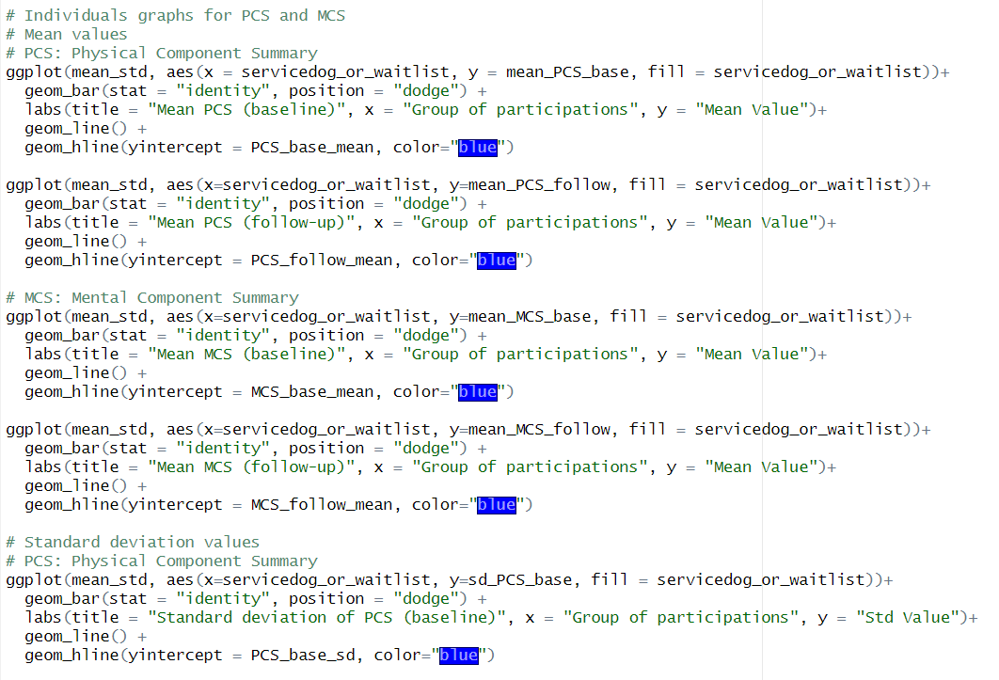 # Individuals graphs for PCS and MCS
# Mean values
# PCS: Physical Component Summary
ggplot(mean_std, aes(x = servicedog_or_waitlist, y = mean_PCS_base, fill = servicedog_or_waitlist))+
  geom_bar(stat = "identity", position = "dodge") +
  labs(title = "Mean PCS (baseline)", x = "Group of participations", y = "Mean Value")+
  geom_line() +
  geom_hline(yintercept = PCS_base_mean, color="blue")

ggplot(mean_std, aes(x=servicedog_or_waitlist, y=mean_PCS_follow, fill = servicedog_or_waitlist))+
  geom_bar(stat = "identity", position = "dodge") +
  labs(title = "Mean PCS (follow-up)", x = "Group of participations", y = "Mean Value")+
  geom_line() +
  geom_hline(yintercept = PCS_follow_mean, color="blue")

# MCS: Mental Component Summary
ggplot(mean_std, aes(x=servicedog_or_waitlist, y=mean_MCS_base, fill = servicedog_or_waitlist))+
  geom_bar(stat = "identity", position = "dodge") +
  labs(title = "Mean MCS (baseline)", x = "Group of participations", y = "Mean Value")+
  geom_line() +
  geom_hline(yintercept = MCS_base_mean, color="blue")

ggplot(mean_std, aes(x=servicedog_or_waitlist, y=mean_MCS_follow, fill = servicedog_or_waitlist))+
  geom_bar(stat = "identity", position = "dodge") +
  labs(title = "Mean MCS (follow-up)", x = "Group of participations", y = "Mean Value")+
  geom_line() +
  geom_hline(yintercept = MCS_follow_mean, color="blue")

# Standard deviation values
# PCS: Physical Component Summary
ggplot(mean_std, aes(x=servicedog_or_waitlist, y=sd_PCS_base, fill = servicedog_or_waitlist))+
  geom_bar(stat = "identity", position = "dodge") +
  labs(title = "Standard deviation of PCS (baseline)", x = "Group of participations", y = "Std Value")+
  geom_line() +
  geom_hline(yintercept = PCS_base_sd, color="blue")